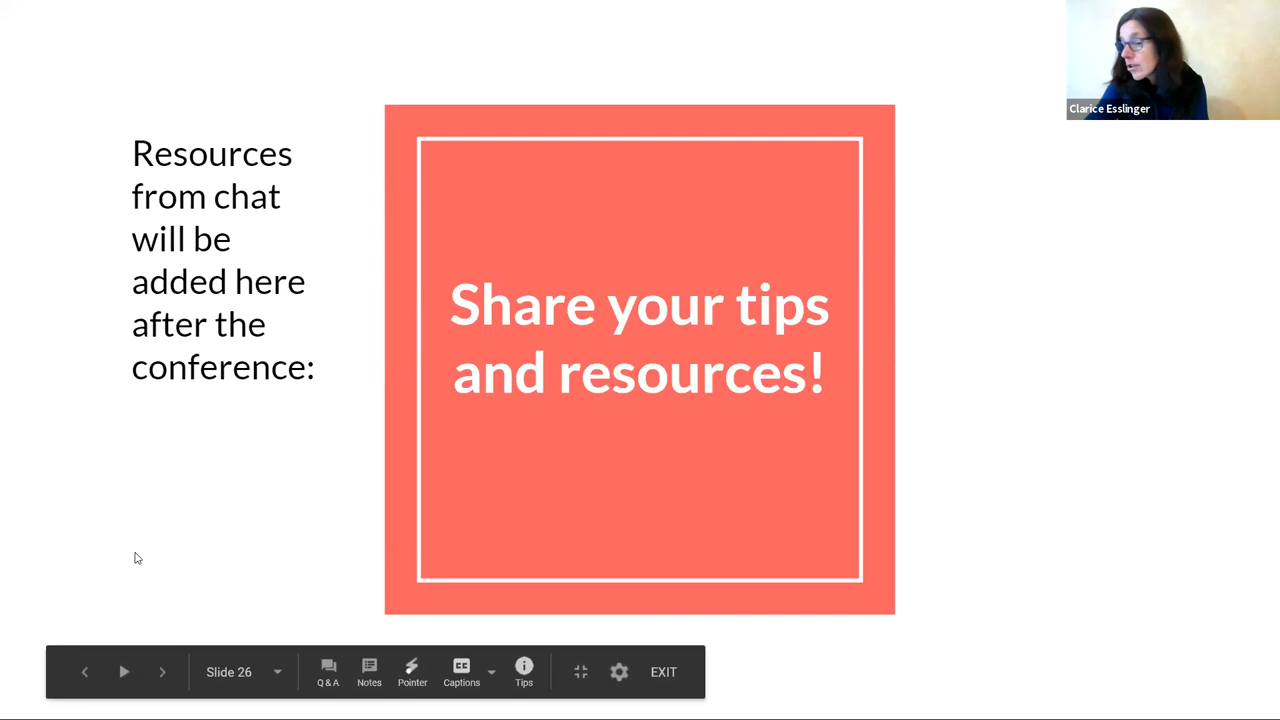 Clarice Esslinger
Resources
from chat
will be
added here
after the
conference:
Share your tips
and resources!
Slide 26
Q & A
Notes
Pointer
CC
Captions
Tips
EXIT